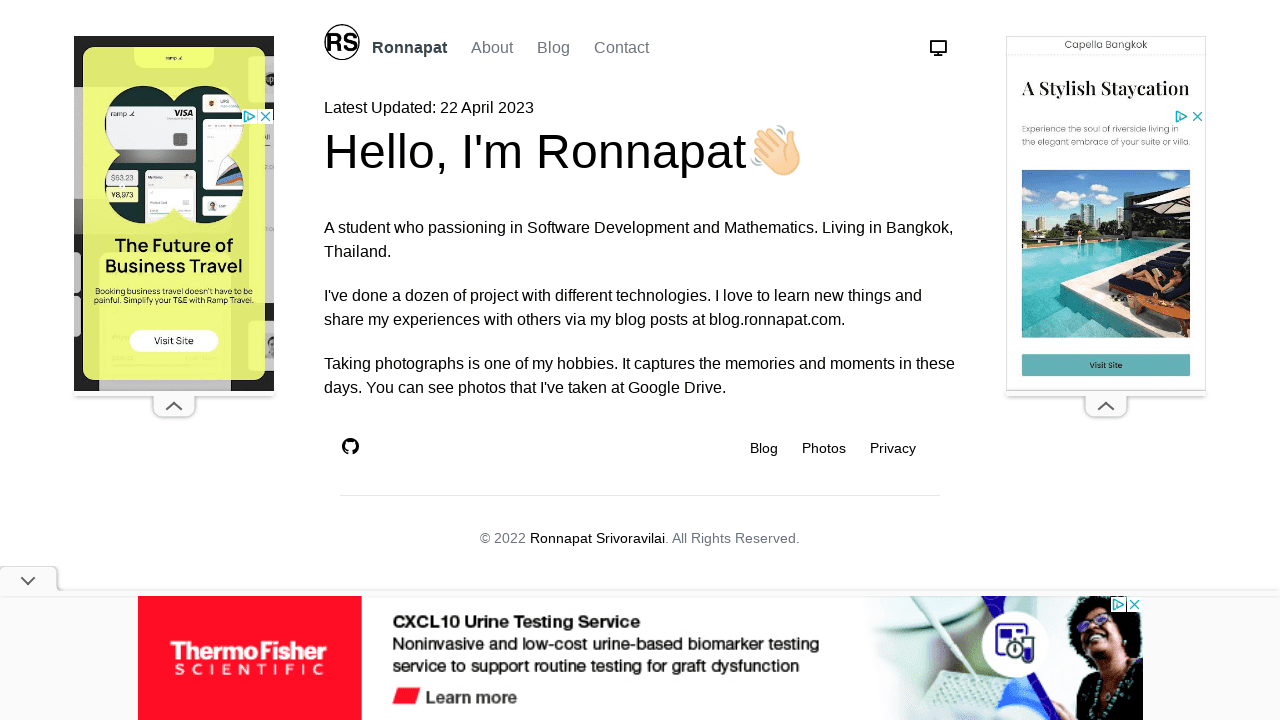 RS Ronnapat About Blog Contact
Latest Updated: 22 April 2023
Hello, I'm Ronnapat👋🏻
A student who passioning in Software Development and Mathematics. Living in Bangkok,
Thailand.
I've done a dozen of project with different technologies. I love to learn new things and
share my experiences with others via my blog posts at blog.ronnapat.com.
Taking photographs is one of my hobbies. It captures the memories and moments in these
days. You can see photos that I've taken at Google Drive.
Blog Photos Privacy
© 2022 Ronnapat Srivoravilai. All Rights Reserved.
ramp
ramp
VISA
$63.23
¥8,973
The Future of
Business Travel
Booking business travel doesn't have to be
painful. Simplify your T&E with Ramp Travel.
Visit Site
Capella Bangkok
A Stylish Staycation
Experience the soul of riverside living in
the elegant embrace of your suite or villa.
Visit Site
ThermoFisher
SCIENTIFIC
CXCL10 Urine Testing Service
Noninvasive and low-cost urine-based biomarker testing
service to support routine testing for graft dysfunction
Learn more